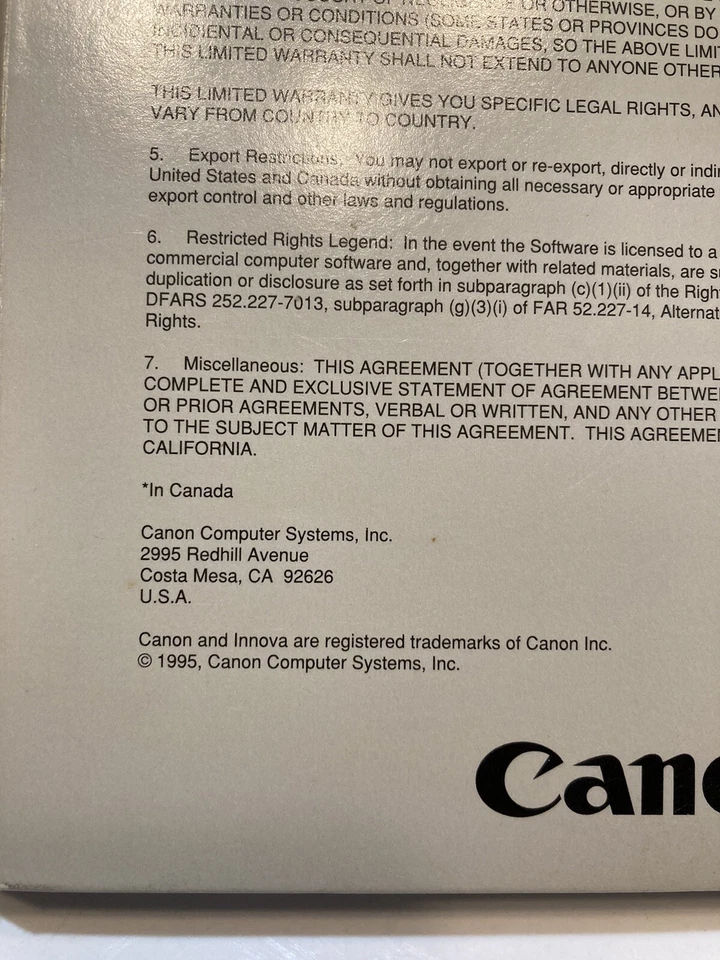 OR OTHERWISE, OR BY
WARRANTIES OR CONDITIONS (SOME STATES OR PROVINCES DO
INCIDENTAL OR CONSEQUENTIAL DAMAGES, SO THE ABOVE LIMI
THIS LIMITED WARRANTY SHALL NOT EXTEND TO ANYONE OTHER
THIS LIMITED WARRANTY GIVES YOU SPECIFIC LEGAL RIGHTS, AN
VARY FROM COUNTRY TO COUNTRY.
5. Export Restrictions: You may not export or re-export, directly or indir
United States and Canada without obtaining all necessary or appropriate
export control and other laws and regulations.
6. Restricted Rights Legend: In the event the Software is licensed to a
commercial computer software and, together with related materials, are su
duplication or disclosure as set forth in subparagraph (c)(1)(ii) of the Righ
DFARS 252.227-7013, subparagraph (g)(3)(i) of FAR 52.227-14, Alternat
Rights.
7. Miscellaneous: THIS AGREEMENT (TOGETHER WITH ANY APPL
COMPLETE AND EXCLUSIVE STATEMENT OF AGREEMENT BETWE
OR PRIOR AGREEMENTS, VERBAL OR WRITTEN, AND ANY OTHER
TO THE SUBJECT MATTER OF THIS AGREEMENT. THIS AGREEME
CALIFORNIA.
*In Canada
Canon Computer Systems, Inc.
2995 Redhill Avenue
Costa Mesa, CA 92626
U.S.A.
Canon and Innova are registered trademarks of Canon Inc.
© 1995, Canon Computer Systems, Inc.
Cano